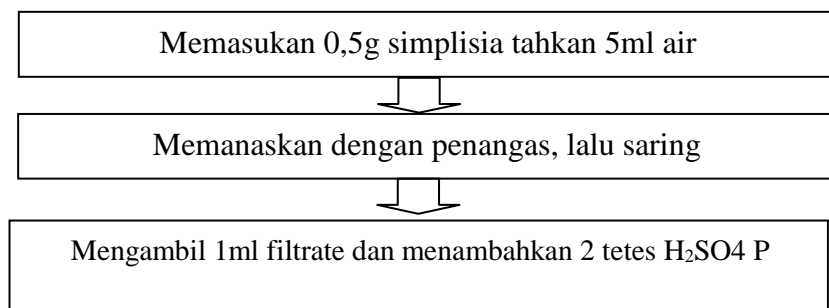 Memasukan 0,5g simplisia tahkan 5ml air
Memanaskan dengan penangas, lalu saring
Mengambil 1ml filtrate dan menambahkan 2 tetes H₂SO4 P